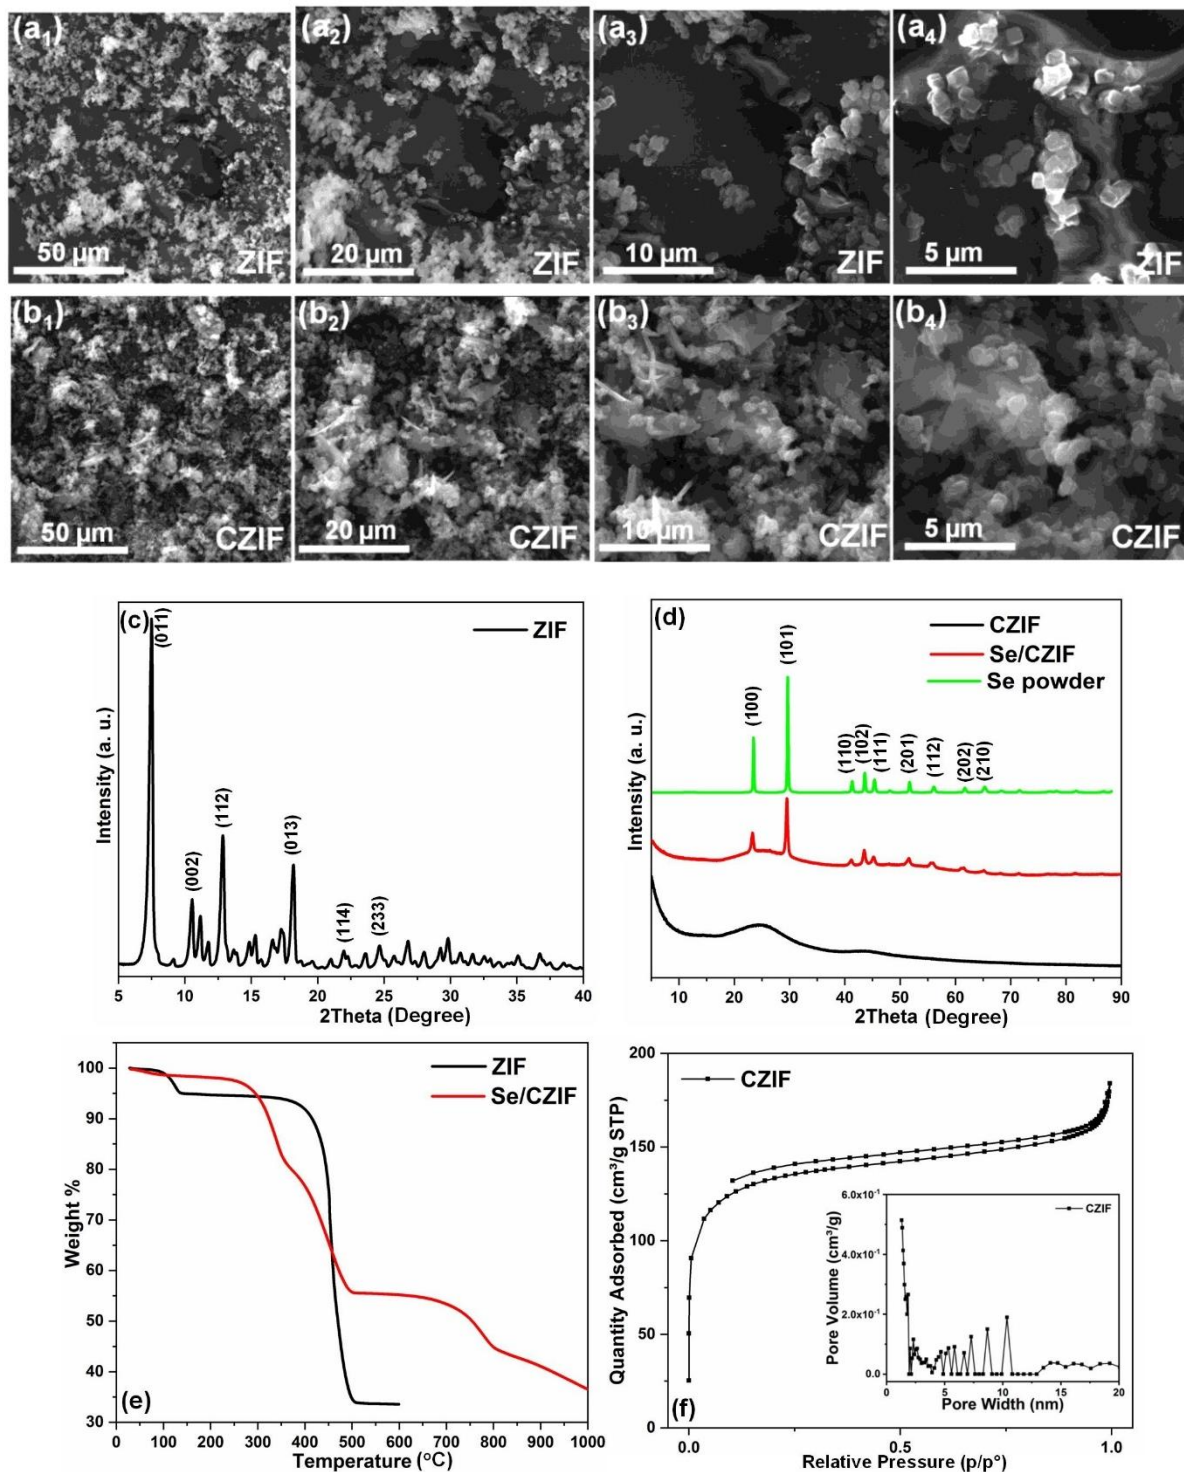 (a₁) (a₂) (a₃) (a₄)
50 µm ZIF 20 µm ZIF 10 µm ZIF 5 µm ZIF
(b₁) (b₂) (b₃) (b₄)
50 µm CZIF 20 µm CZIF 10 µm CZIF 5 µm CZIF
(c)
ZIF
(011)
(002)
(112)
(013)
(114)
(233)
Intensity (a. u.)
5 10 15 20 25 30 35 40
2Theta (Degree)
(d)
CZIF
Se/CZIF
Se powder
(100)
(101)
(110)
(102)
(111)
(201)
(112)
(202)
(210)
Intensity (a. u.)
10 20 30 40 50 60 70 80 90
2Theta (Degree)
ZIF
Se/CZIF
Weight %
100
90
80
70
60
50
40
30
(e)
0 100 200 300 400 500 600 700 800 900 1000
Temperature (°C)
CZIF
Quantity Adsorbed (cm³/g STP)
200
175
150
125
100
75
50
25
0
(f)
0.0 0.5 1.0
Relative Pressure (p/p°)
CZIF
Pore Volume (cm³/g)
6.0x10⁻¹
4.0x10⁻¹
2.0x10⁻¹
0.0
0 5 10 15 20
Pore Width (nm)